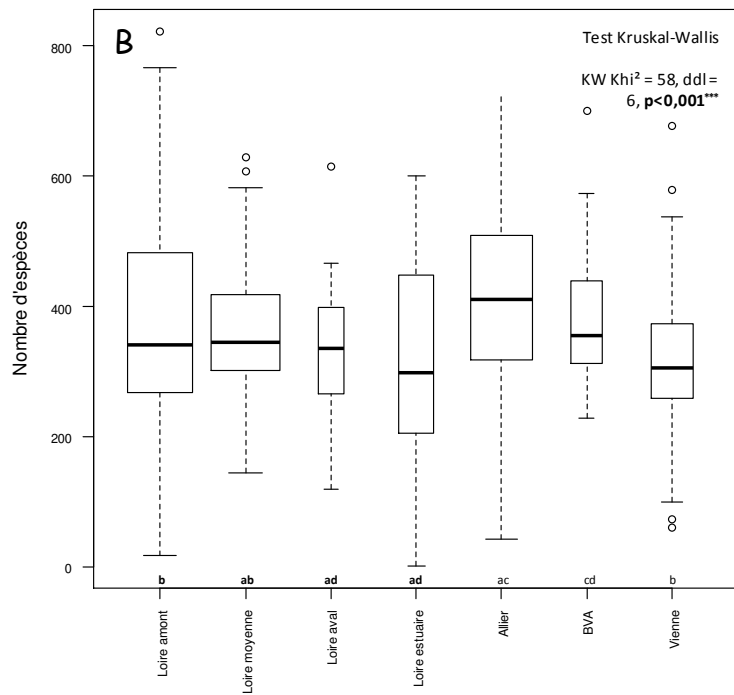 B
Test Kruskal-Wallis
KW Khi² = 58, ddl =
6, p<0,001***
Nombre d'espèces
800
600
400
200
0
b ab ad ad ac cd b
Loire amont
Loire moyenne
Loire aval
Loire estuaire
Allier
BVA
Vienne